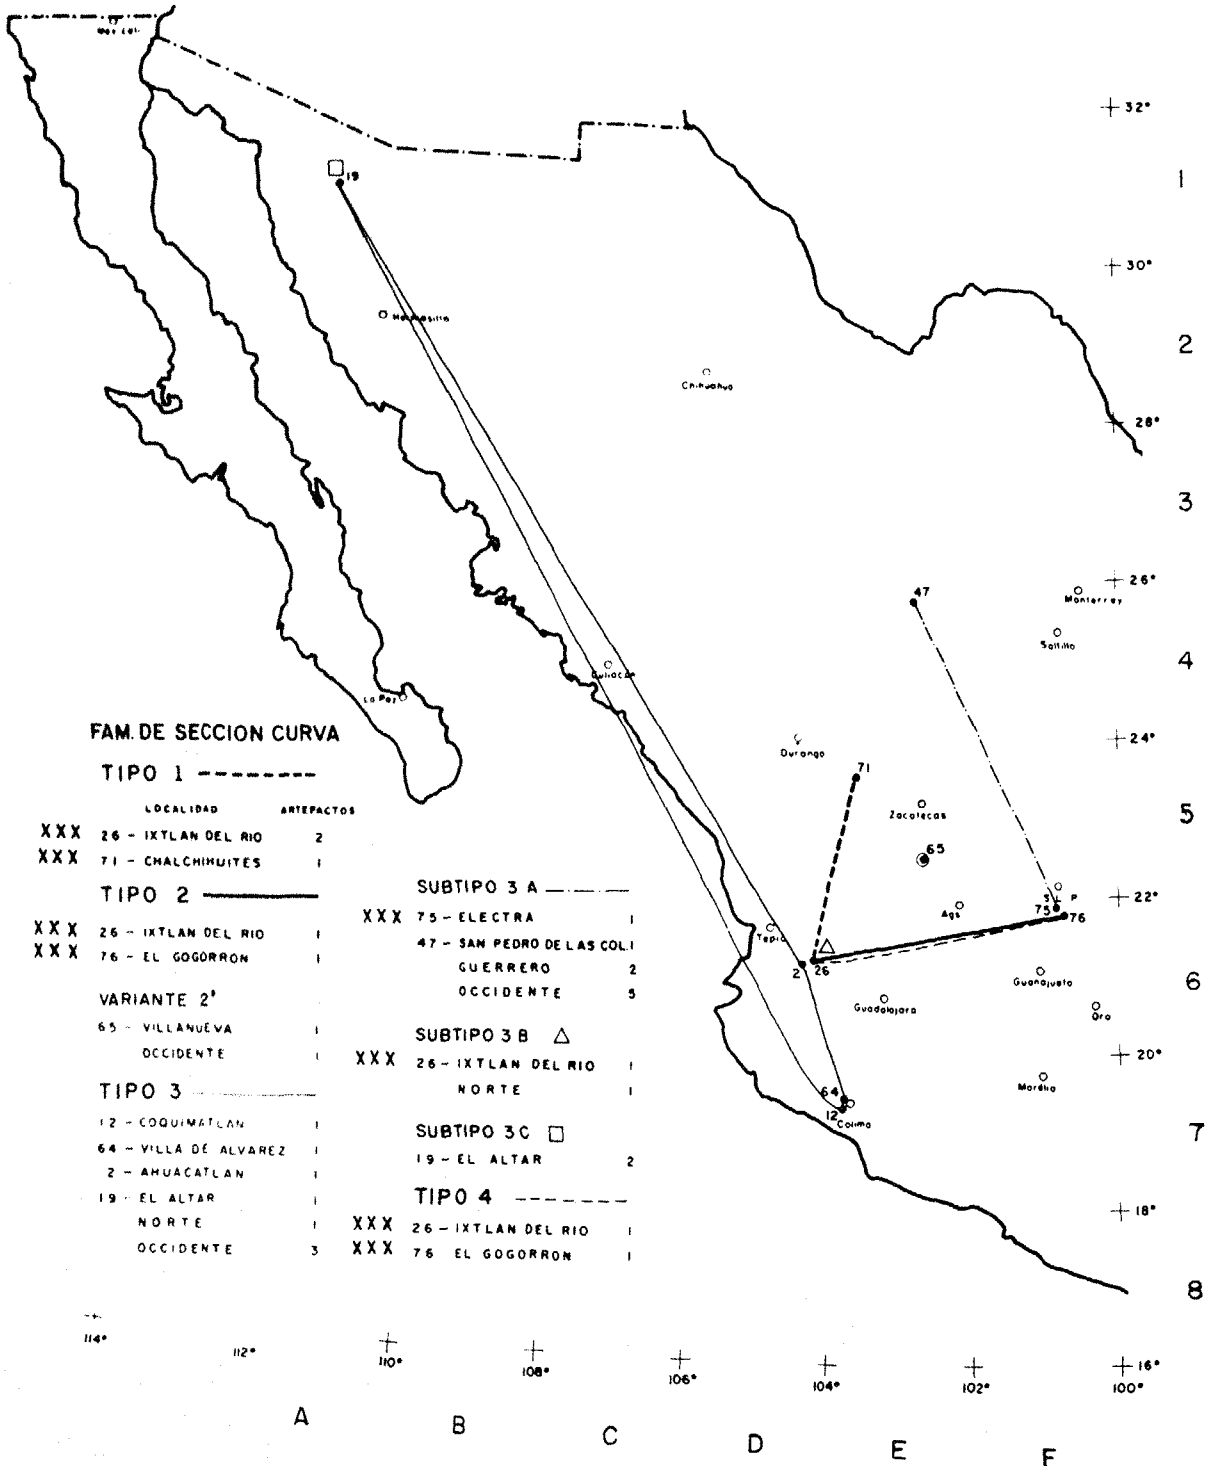 Mexicali
32°
19
1
30°
Hermosillo
2
Chihuahua
28°
3
26°
47
Monterrey
Saltillo
4
Culiacán
La Paz
24°
Durango
71
Zacatecas
5
65
22°
S L P
75
76
Ags
Tepic
2
26
6
Guanajuato
Guadalajara
Qro
20°
Morelia
64
12
Colima
7
18°
8
FAM. DE SECCION CURVA
TIPO 1
LOCALIDAD ARTEFACTOS
XXX 26 - IXTLAN DEL RIO 2
XXX 71 - CHALCHIHUITES 1
TIPO 2
XXX 26 - IXTLAN DEL RIO 1
XXX 76 - EL GOGORRON 1
VARIANTE 2'
65 - VILLANUEVA 1
OCCIDENTE 1
TIPO 3
12 - COQUIMATLAN 1
64 - VILLA DE ALVAREZ 1
2 - AHUACATLAN 1
19 - EL ALTAR 1
NORTE 1
OCCIDENTE 3
SUBTIPO 3 A
XXX 75 - ELECTRA 1
47 - SAN PEDRO DE LAS COL. 1
GUERRERO 2
OCCIDENTE 5
SUBTIPO 3 B
XXX 26 - IXTLAN DEL RIO 1
NORTE 1
SUBTIPO 3C
19 - EL ALTAR 2
TIPO 4
XXX 26 - IXTLAN DEL RIO 1
XXX 76 EL GOGORRON 1
114°
112°
110°
108°
106°
104°
102°
16°
100°
A
B
C
D
E
F